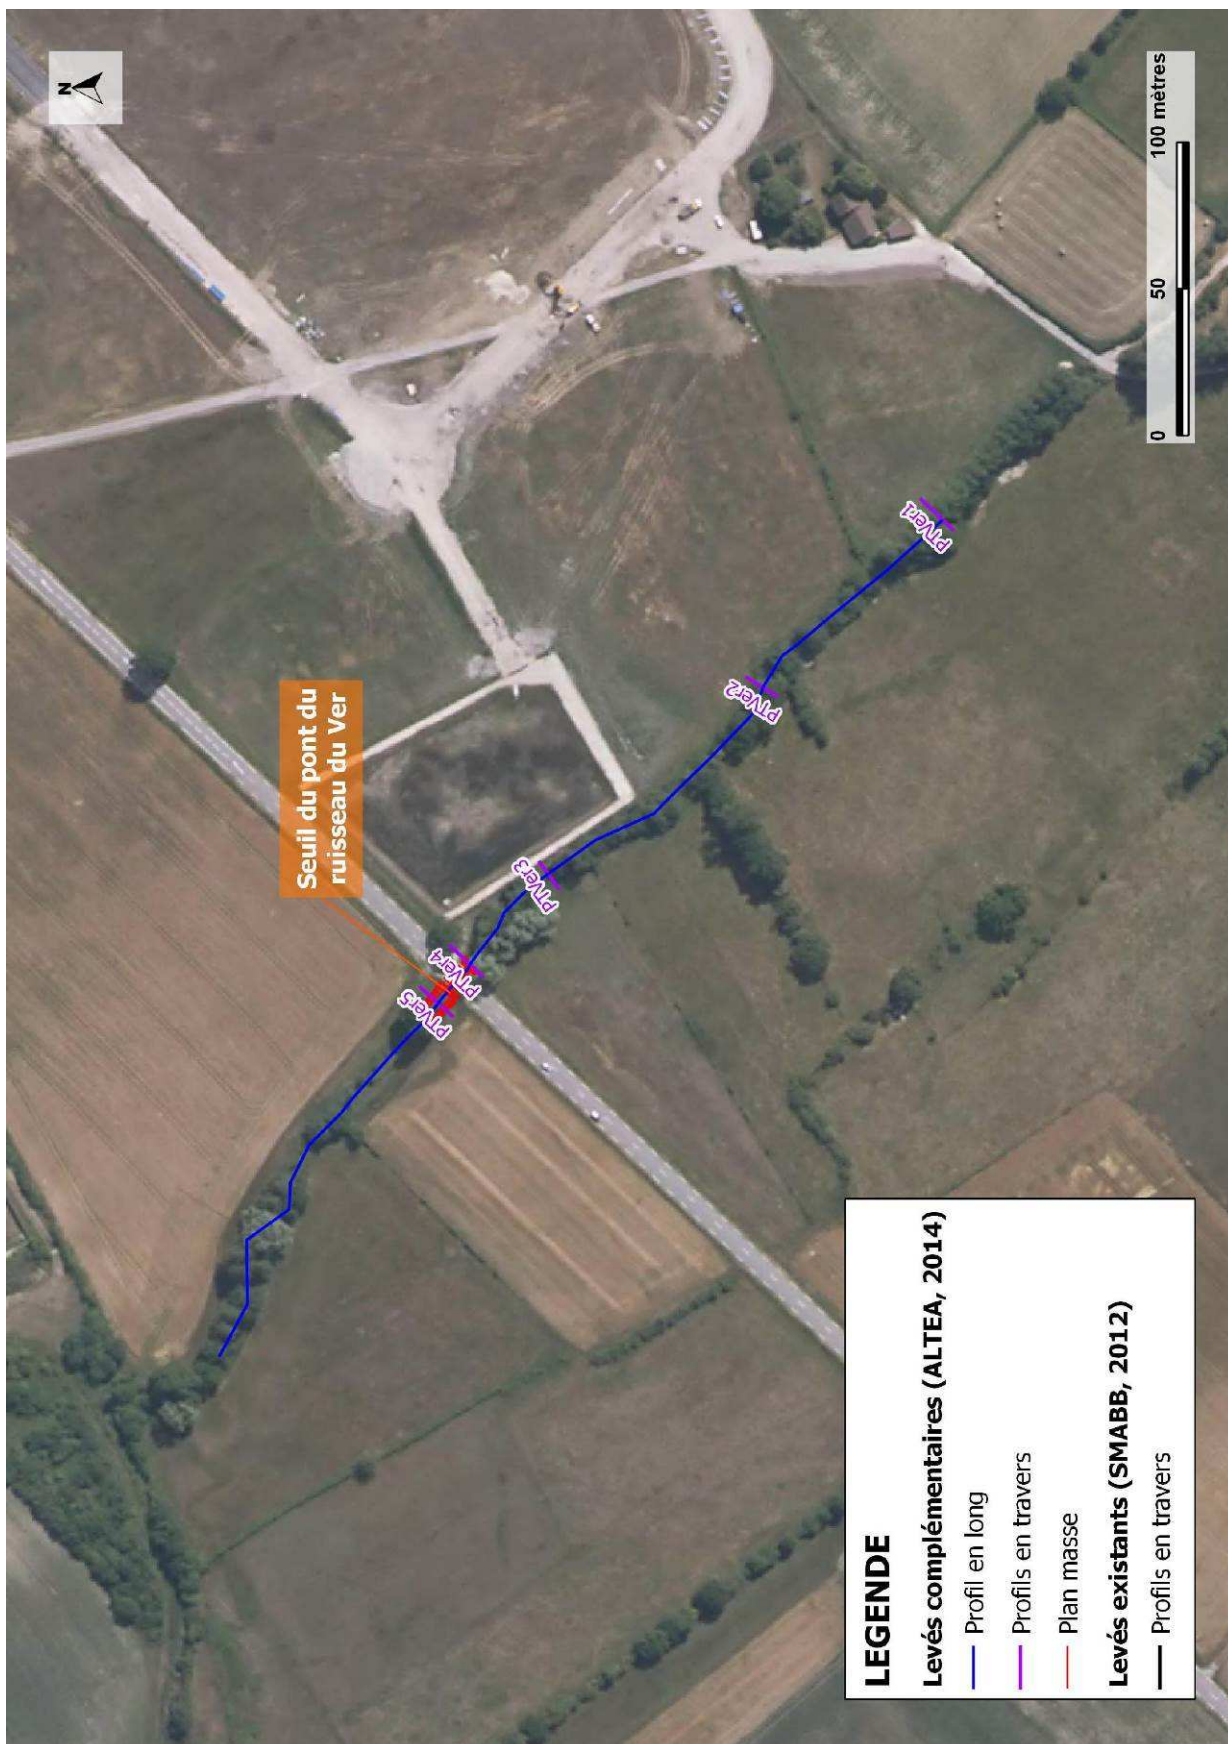 N
Seuil du pont du
ruisseau du Ver
PTVer5
PTVer4
PTVer3
PTVer2
PTVer1
LEGENDE
Levés complémentaires (ALTEA, 2014)
Profil en long
Profils en travers
Plan masse
Levés existants (SMABB, 2012)
Profils en travers
0 50 100 mètres